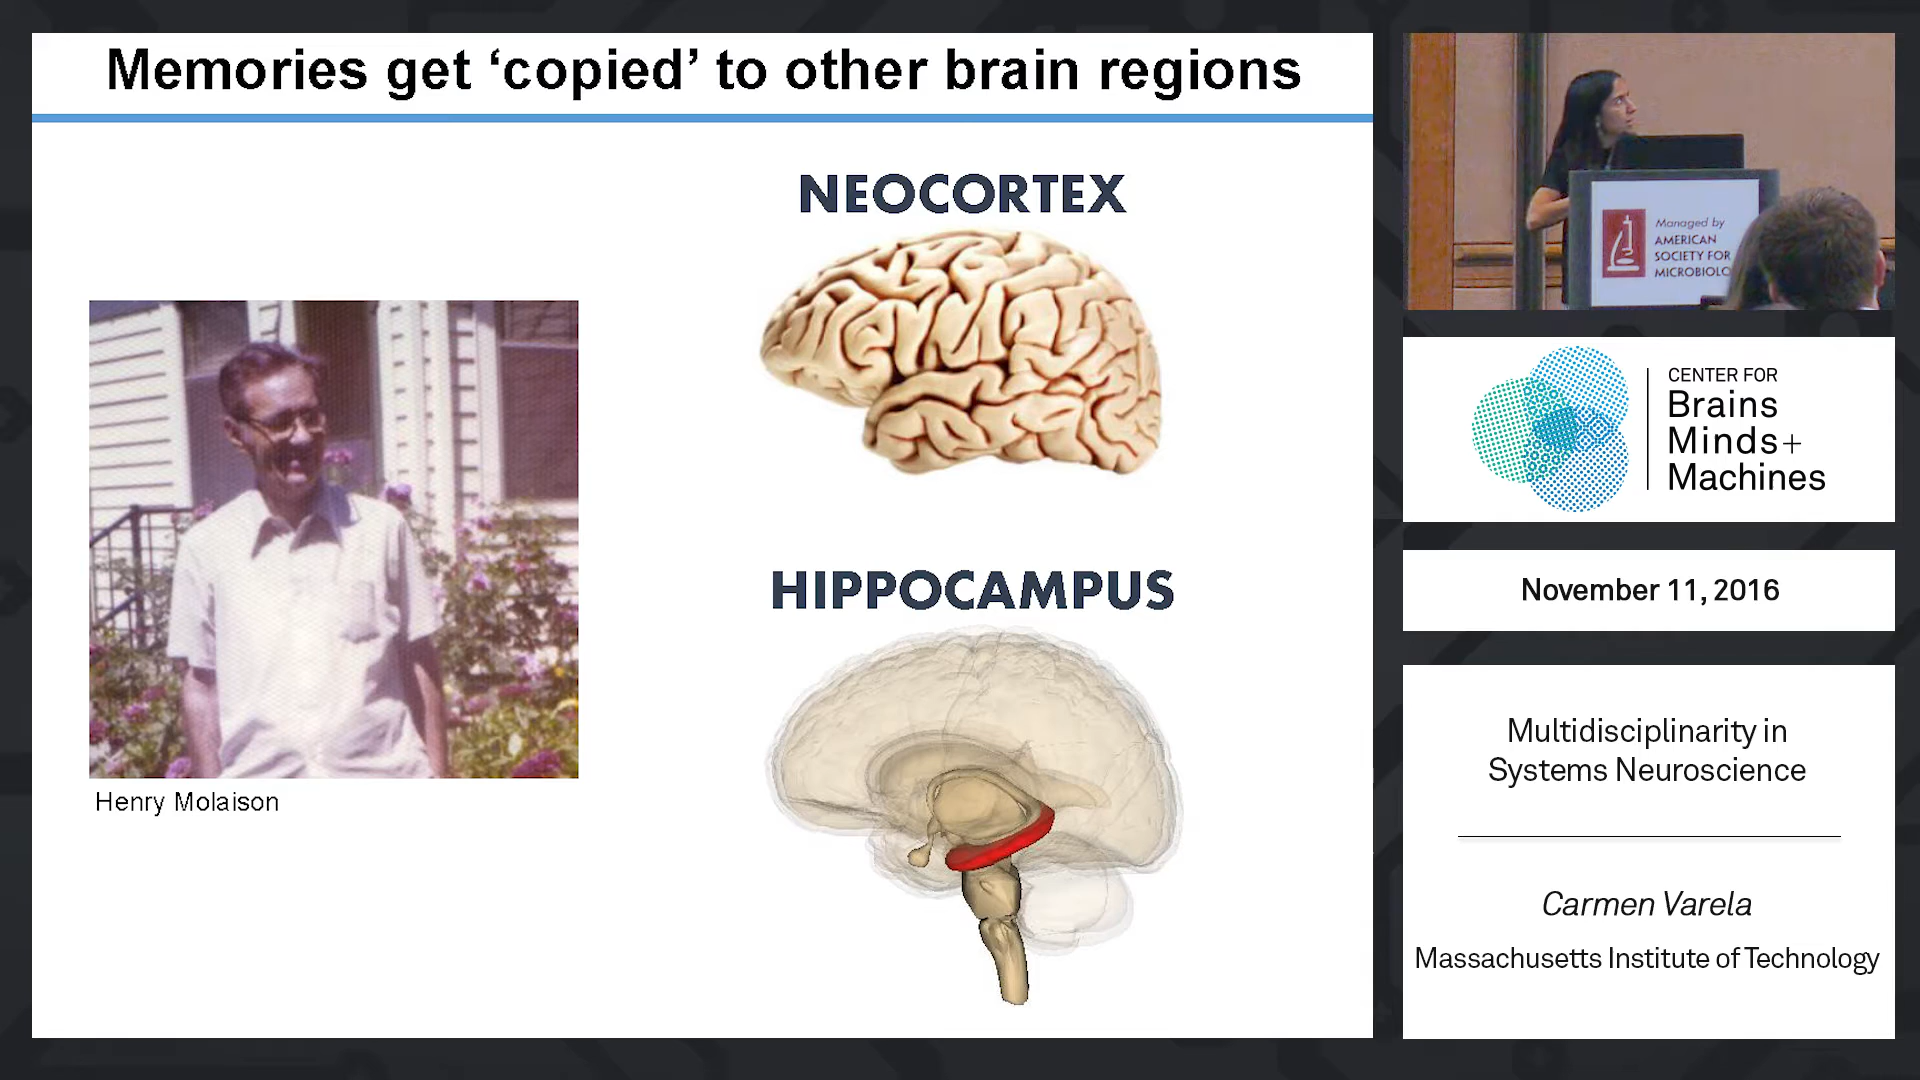 Memories get ‘copied’ to other brain regions
NEOCORTEX
HIPPOCAMPUS
Henry Molaison
Managed by
AMERICAN
SOCIETY FOR
CENTER FOR
Brains
Minds+
Machines
November 11, 2016
Multidisciplinarity in
Systems Neuroscience
Carmen Varela
Massachusetts Institute of Technology